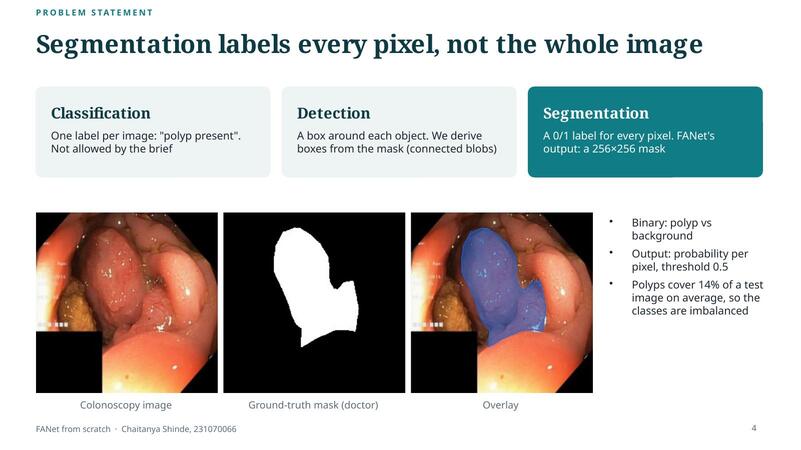 PROBLEM STATEMENT
Segmentation labels every pixel, not the whole image
Classification
One label per image: "polyp present".
Not allowed by the brief
Detection
A box around each object. We derive
boxes from the mask (connected blobs)
Segmentation
A 0/1 label for every pixel. FANet's
output: a 256×256 mask
• Binary: polyp vs
background
• Output: probability per
pixel, threshold 0.5
• Polyps cover 14% of a test
image on average, so the
classes are imbalanced
Colonoscopy image
Ground-truth mask (doctor)
Overlay
FANet from scratch · Chaitanya Shinde, 231070066
4